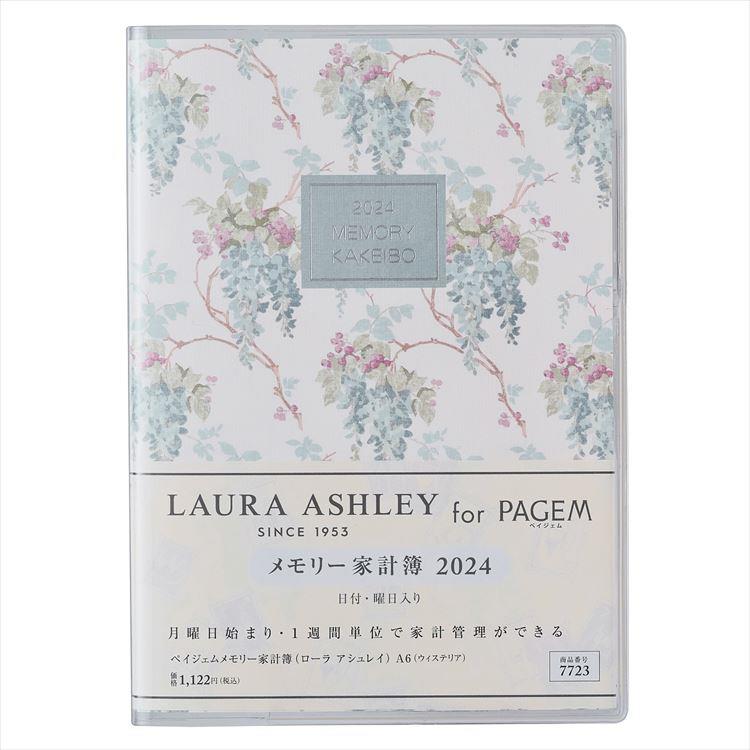 2024
MEMORY
KAKEIBO
LAURA ASHLEY for PAGEM
ペイジェム
SINCE 1953
メモリー家計簿 2024
日付・曜日入り
月曜日始まり・1週間単位で家計管理ができる
ペイジェムメモリー家計簿(ローラ アシュレイ) A6(ウィステリア)
価格1,122円(税込)
商品番号
7723